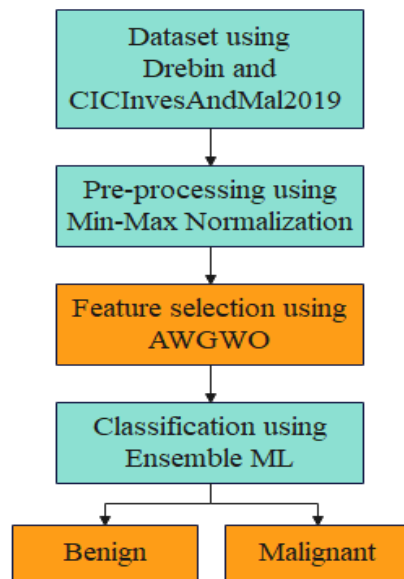 Dataset using
Drebin and
CICInvesAndMal2019
Pre-processing using
Min-Max Normalization
Feature selection using
AWGWO
Classification using
Ensemble ML
Benign
Malignant